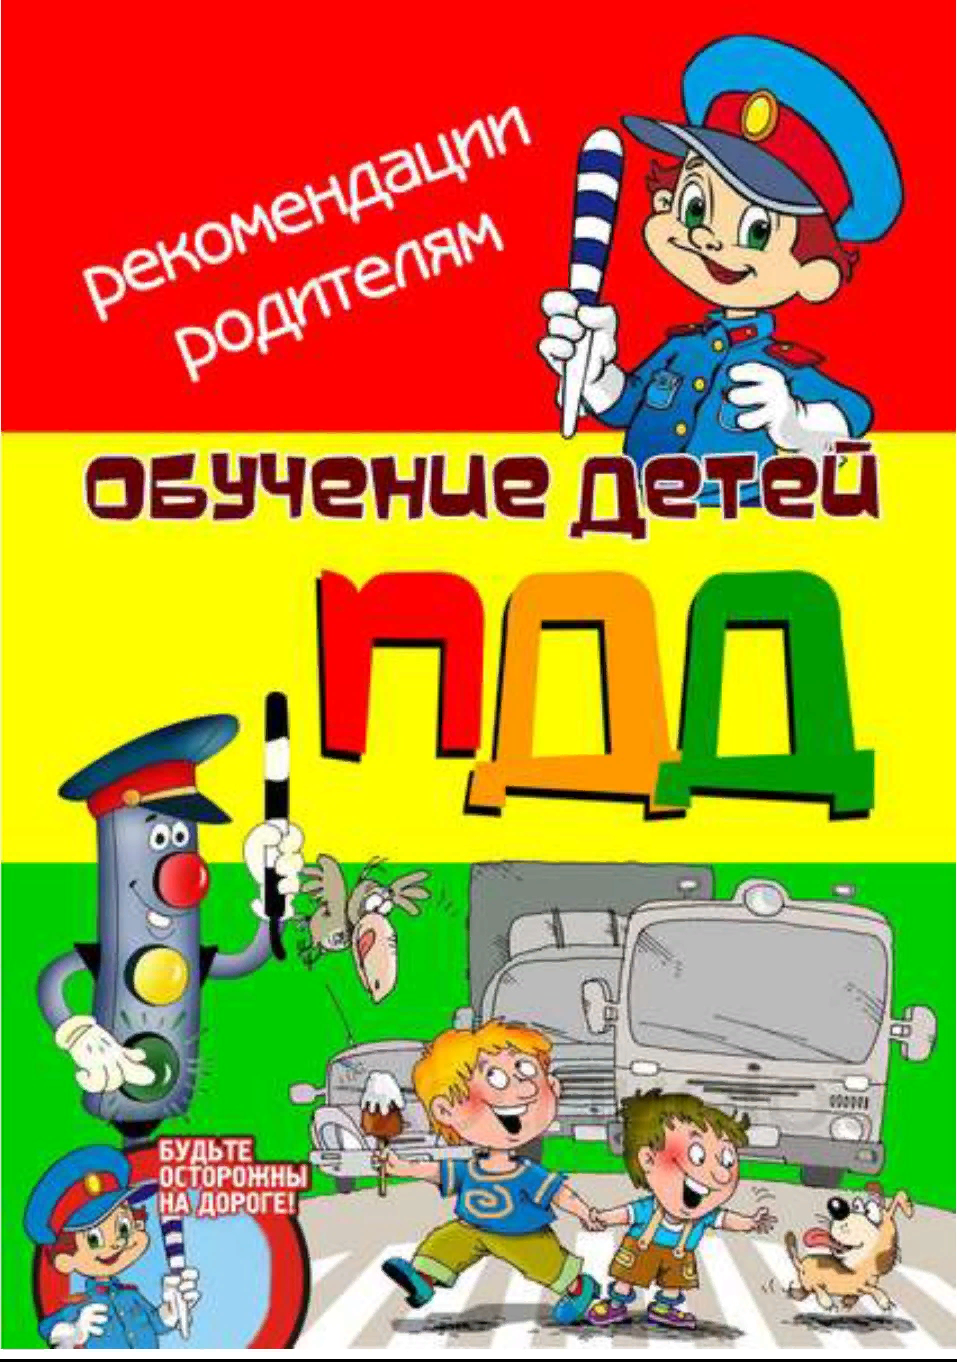 рекомендации
родителям
обучение детей
ПДД
БУДЬТЕ
ОСТОРОЖНЫ
НА ДОРОГЕ!